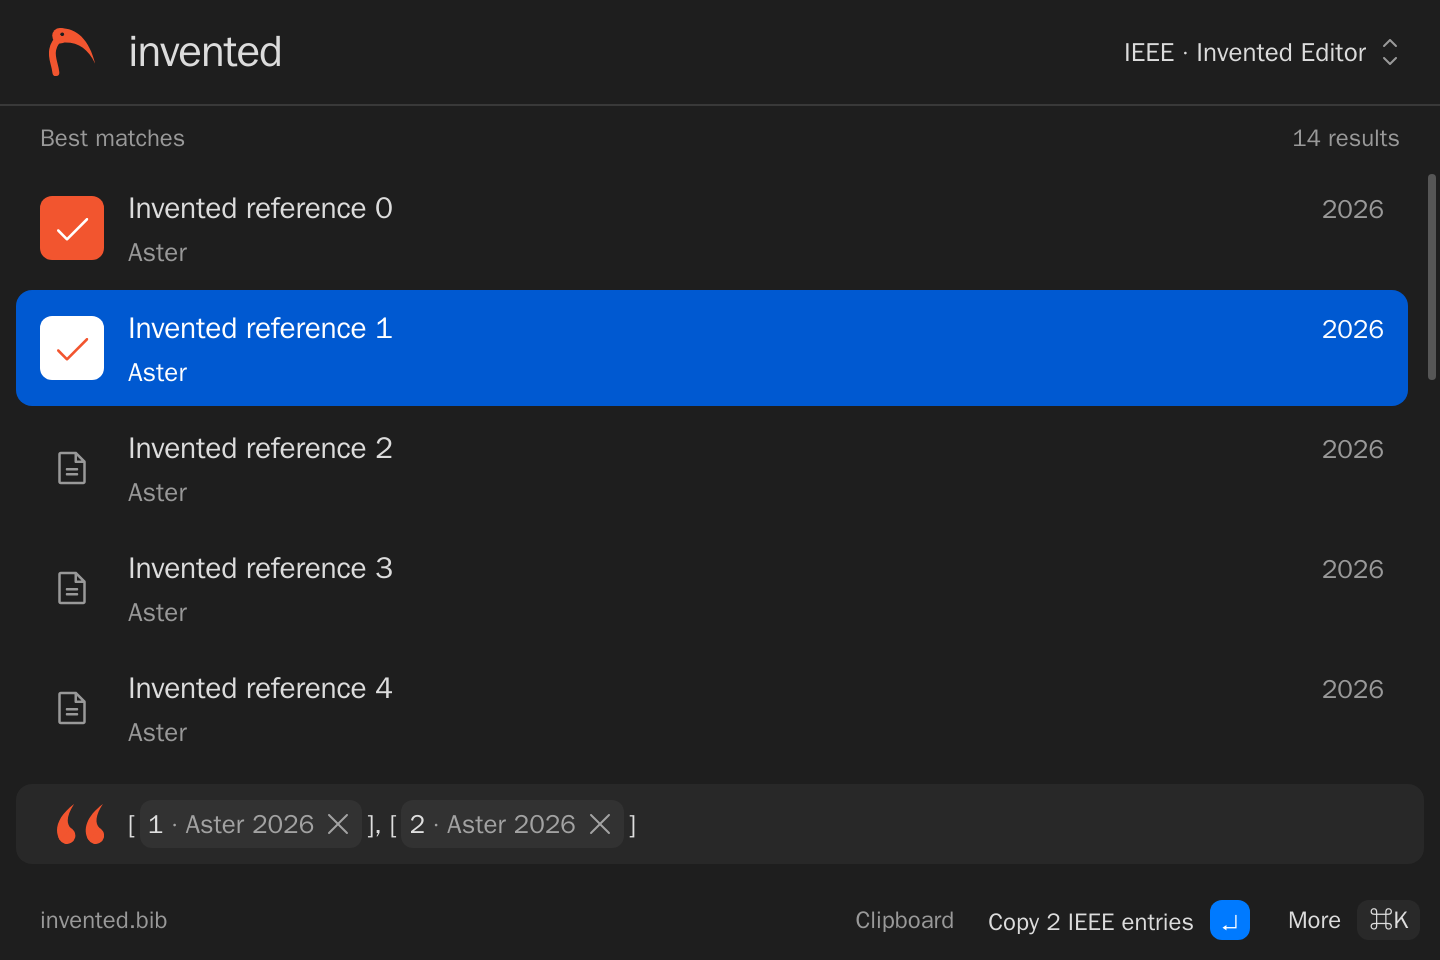 invented
IEEE · Invented Editor
Best matches
14 results
Invented reference 0
2026
Aster
Invented reference 1
2026
Aster
Invented reference 2
2026
Aster
Invented reference 3
2026
Aster
Invented reference 4
2026
Aster
[ 1 · Aster 2026 ], [ 2 · Aster 2026 ]
invented.bib
Clipboard
Copy 2 IEEE entries
More ⌘K